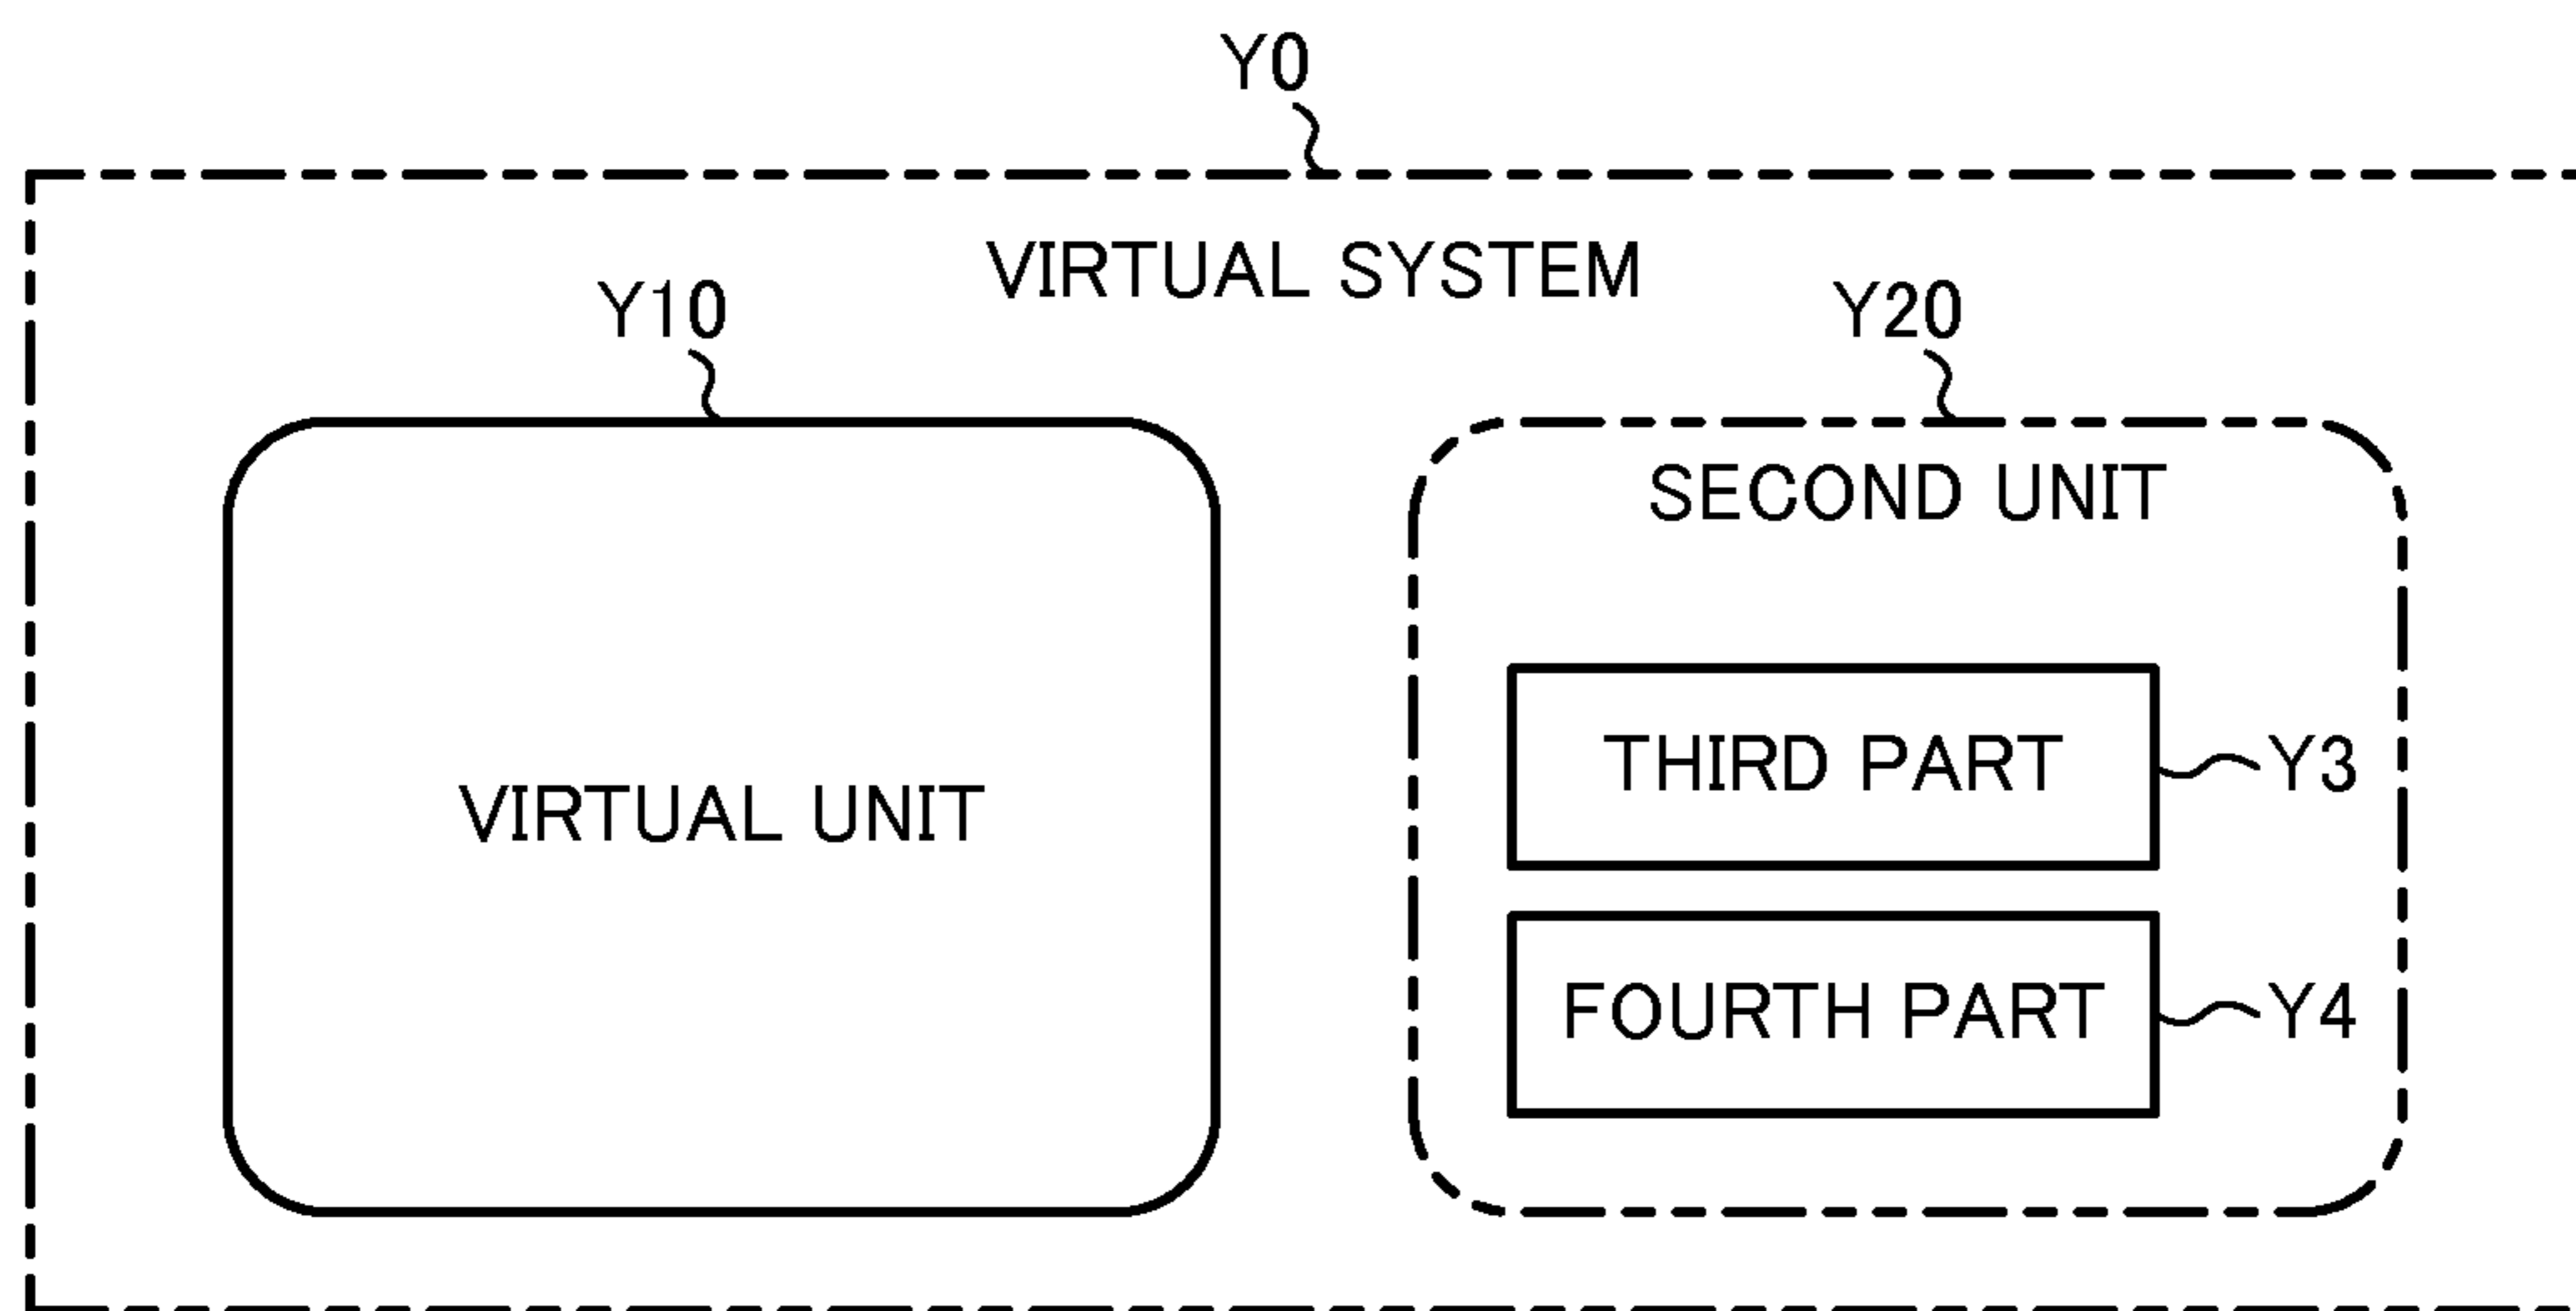 Y0
VIRTUAL SYSTEM
Y10
Y20
VIRTUAL UNIT
SECOND UNIT
THIRD PART
Y3
FOURTH PART
Y4